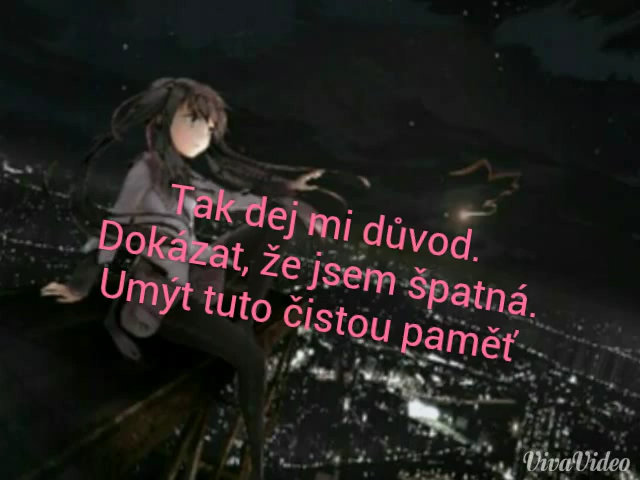 Tak dej mi důvod.
Dokázat, že jsem špatná.
Umýt tuto čistou paměť
VivaVideo